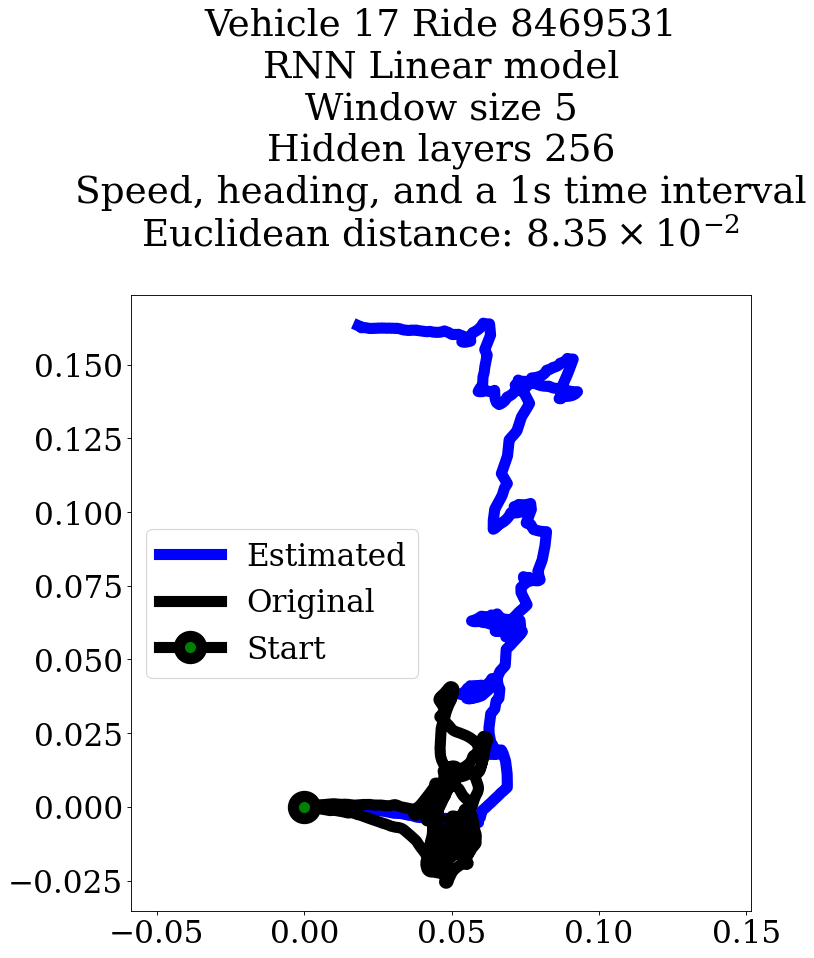 Vehicle 17 Ride 8469531
RNN Linear model
Window size 5
Hidden layers 256
Speed, heading, and a 1s time interval
Euclidean distance: 8.35 × 10⁻²
0.150
0.125
0.100
0.075
0.050
0.025
0.000
−0.025
Estimated
Original
Start
−0.05 0.00 0.05 0.10 0.15